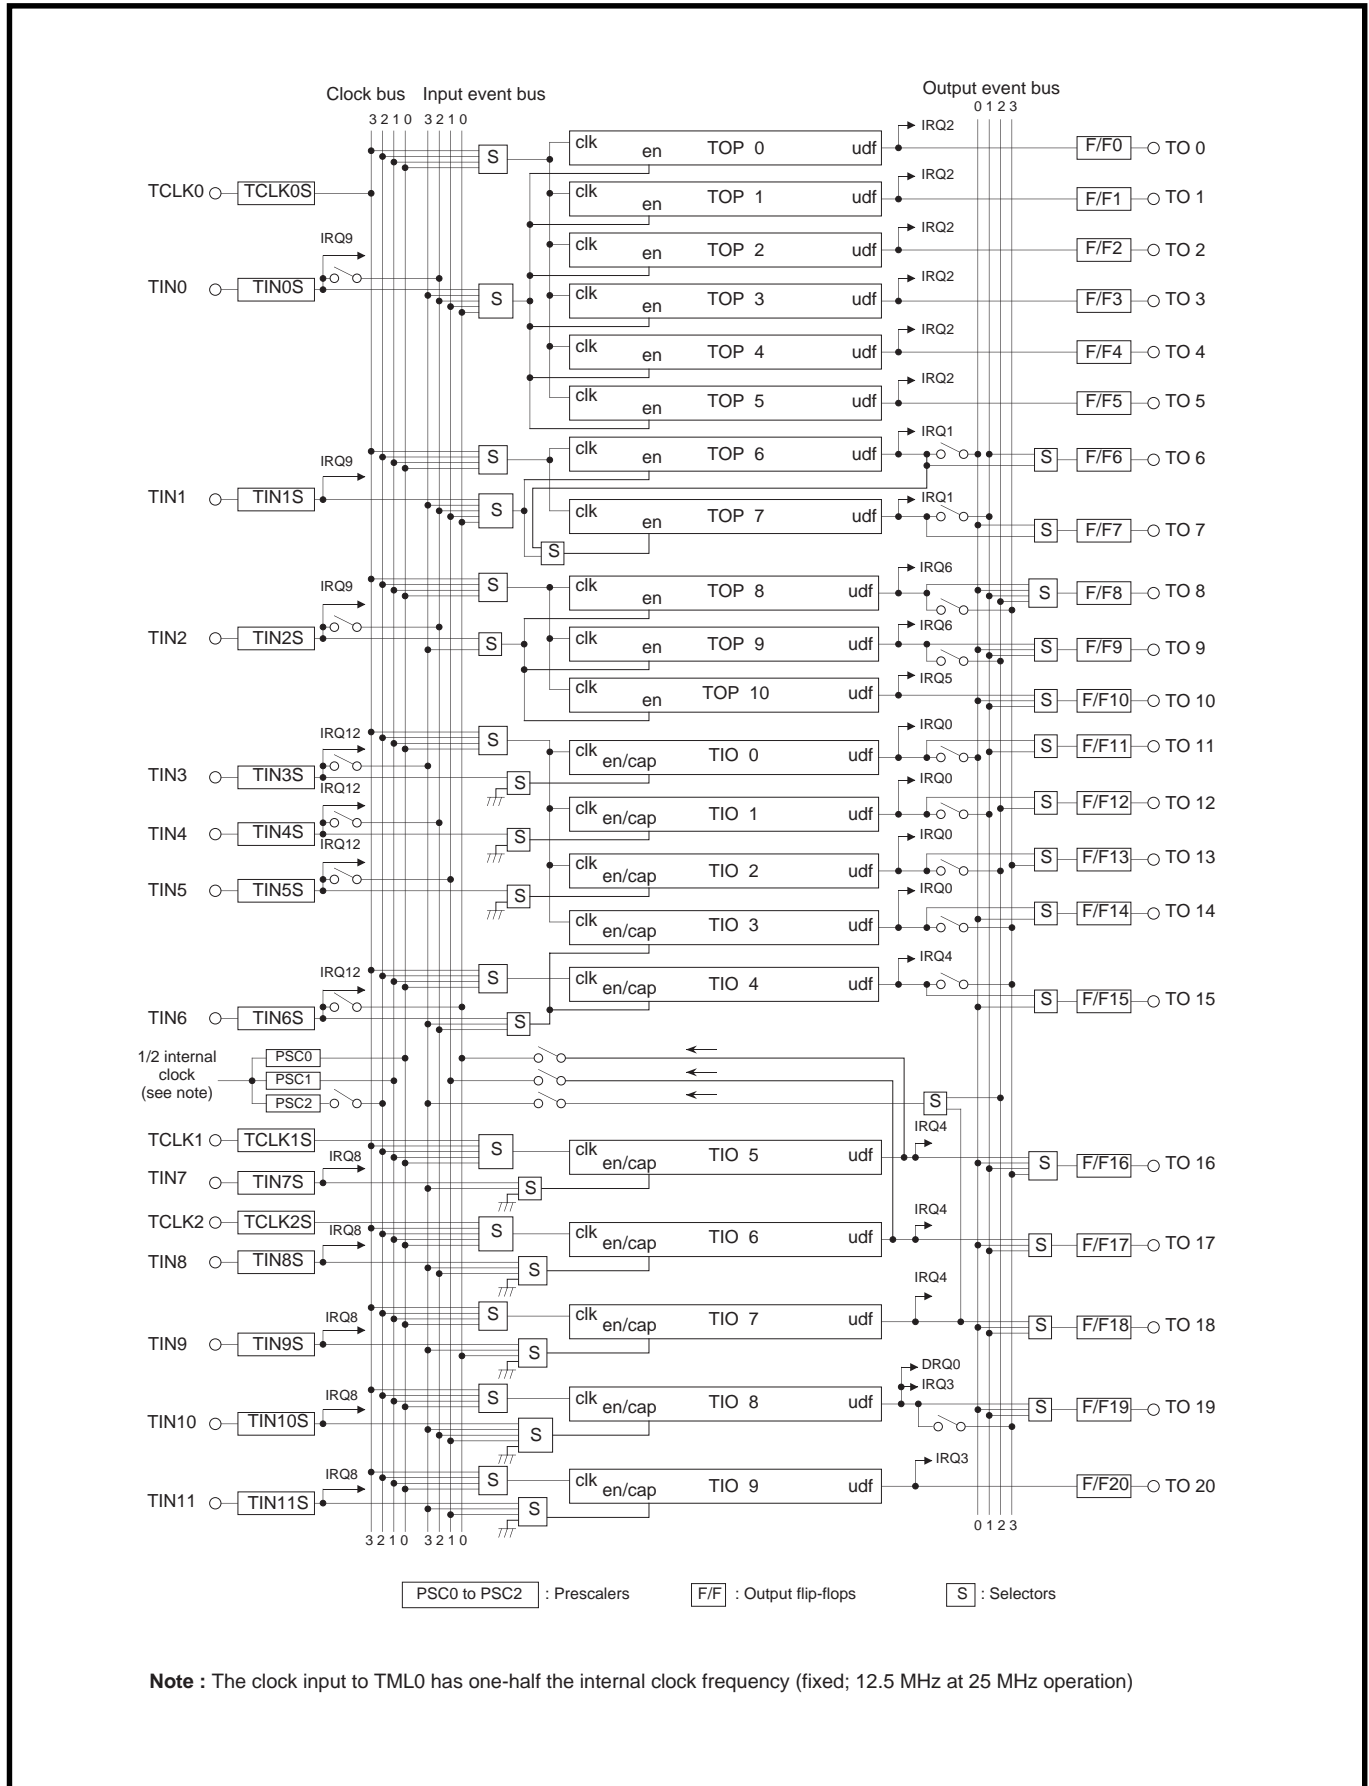 Clock bus Input event bus Output event bus
3 2 1 0 3 2 1 0 0 1 2 3
IRQ2
S clk en TOP 0 udf F/F0 TO 0
TCLK0 TCLK0S
IRQ2
clk en TOP 1 udf F/F1 TO 1
IRQ9 IRQ2
clk en TOP 2 udf F/F2 TO 2
IRQ2
TIN0 TIN0S S clk en TOP 3 udf F/F3 TO 3
IRQ2
clk en TOP 4 udf F/F4 TO 4
IRQ2
clk en TOP 5 udf F/F5 TO 5
IRQ9 IRQ1
S clk en TOP 6 udf S F/F6 TO 6
IRQ1
TIN1 TIN1S S clk en TOP 7 udf S F/F7 TO 7
S
IRQ9 IRQ6
S clk en TOP 8 udf S F/F8 TO 8
IRQ6
TIN2 TIN2S S clk en TOP 9 udf S F/F9 TO 9
IRQ5
clk en TOP 10 udf S F/F10 TO 10
IRQ12 IRQ0
S clk en/cap TIO 0 udf S F/F11 TO 11
TIN3 TIN3S S
IRQ12 IRQ0
clk en/cap TIO 1 udf S F/F12 TO 12
TIN4 TIN4S S
IRQ12 IRQ0
clk en/cap TIO 2 udf S F/F13 TO 13
TIN5 TIN5S S
IRQ0
clk en/cap TIO 3 udf S F/F14 TO 14
IRQ12 IRQ4
S clk en/cap TIO 4 udf S F/F15 TO 15
TIN6 TIN6S S
1/2 internal
clock
(see note)
PSC0
PSC1
PSC2
S
IRQ4
TCLK1 TCLK1S S clk en/cap TIO 5 udf S F/F16 TO 16
IRQ8
TIN7 TIN7S S
IRQ4
TCLK2 TCLK2S S clk en/cap TIO 6 udf S F/F17 TO 17
IRQ8
TIN8 TIN8S S
IRQ4
IRQ8
S clk en/cap TIO 7 udf S F/F18 TO 18
TIN9 TIN9S S
DRQ0
IRQ3
IRQ8
S clk en/cap TIO 8 udf S F/F19 TO 19
TIN10 TIN10S S
IRQ3
IRQ8
S clk en/cap TIO 9 udf F/F20 TO 20
TIN11 TIN11S S
3 2 1 0 3 2 1 0 0 1 2 3
PSC0 to PSC2 : Prescalers F/F : Output flip-flops S : Selectors
Note : The clock input to TML0 has one-half the internal clock frequency (fixed; 12.5 MHz at 25 MHz operation)